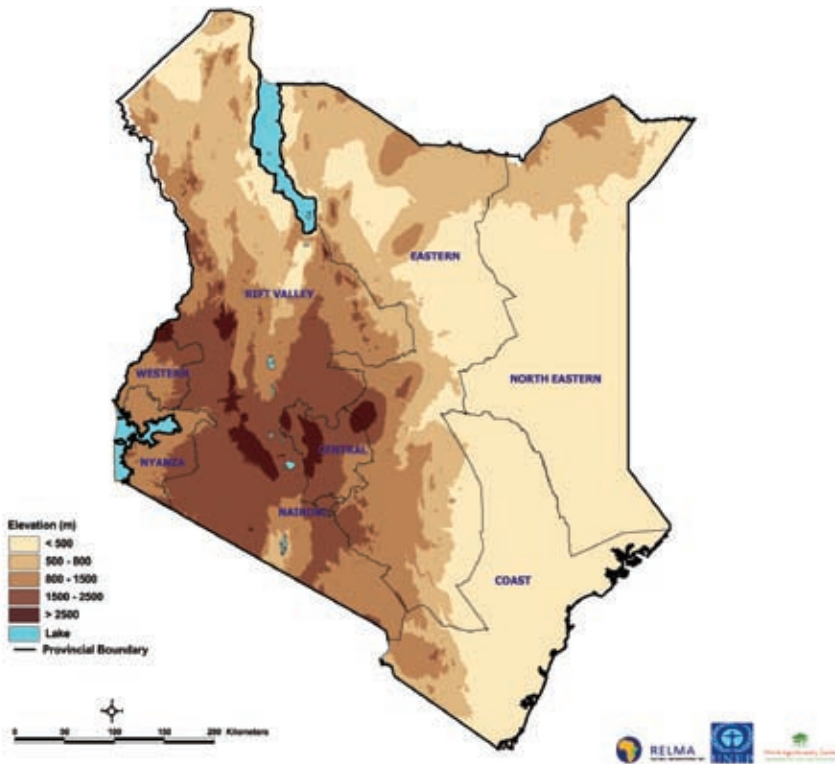 EASTERN
RIFT VALLEY
WESTERN
NORTH EASTERN
CENTRAL
NYANZA
NAIROBI
COAST
Elevation (m)
< 500
500 - 800
800 - 1500
1500 - 2500
> 2500
Lake
Provincial Boundary
0 50 100 200 Kilometers
RELMA
UNEP